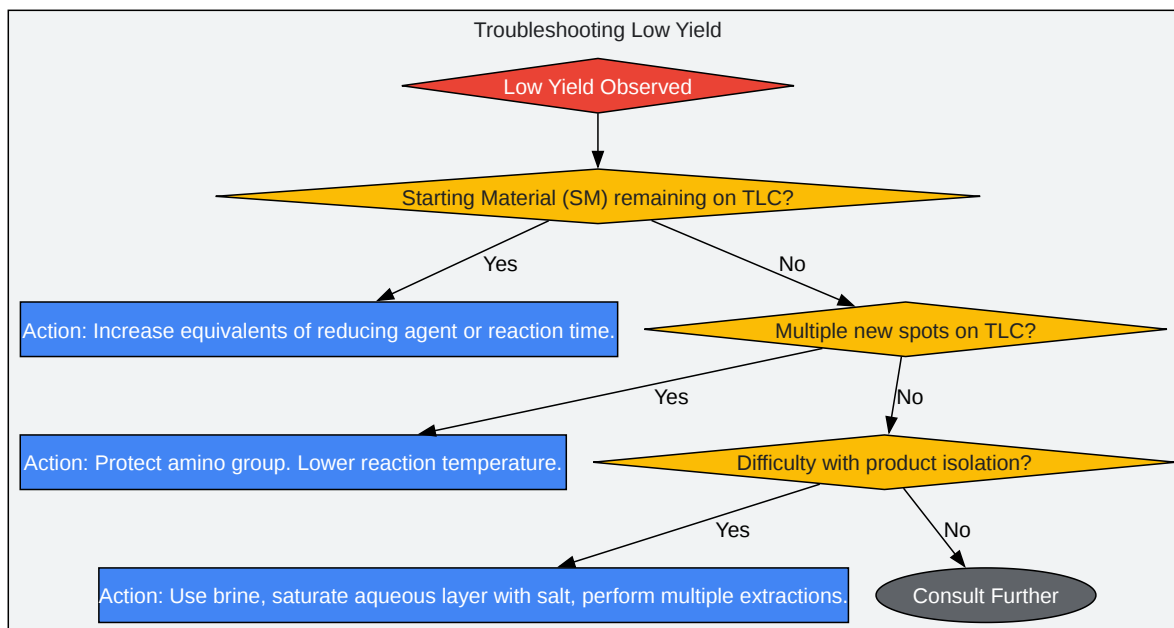 Troubleshooting Low Yield
Low Yield Observed
Starting Material (SM) remaining on TLC?
Yes
No
Action: Increase equivalents of reducing agent or reaction time.
Multiple new spots on TLC?
Yes
No
Action: Protect amino group. Lower reaction temperature.
Difficulty with product isolation?
Yes
No
Action: Use brine, saturate aqueous layer with salt, perform multiple extractions.
Consult Further